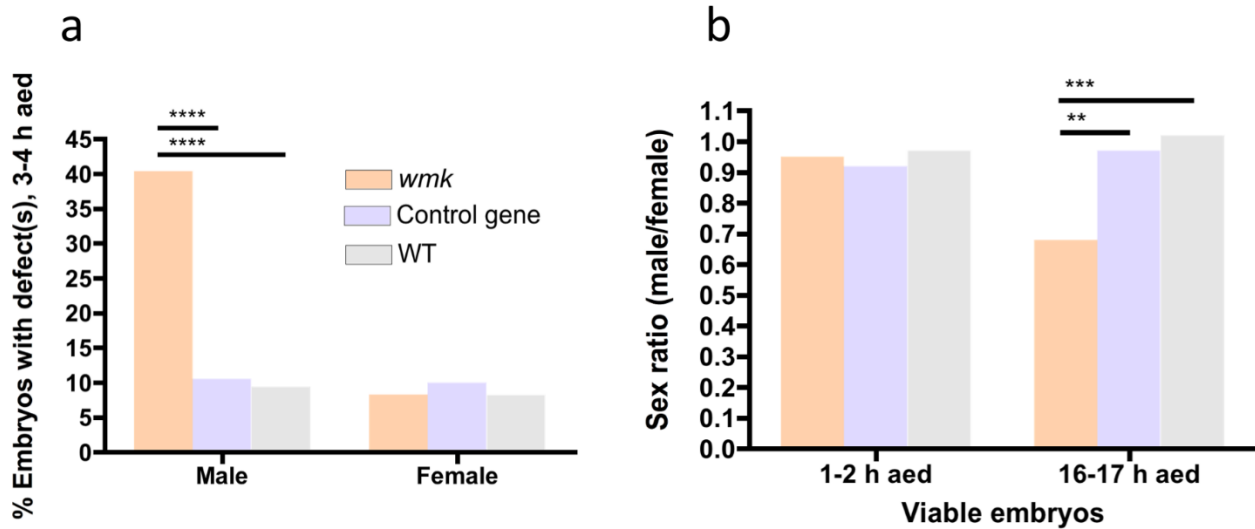 a
% Embryos with defect(s), 3-4 h aed
45
40
35
30
25
20
15
10
5
0
****
****
wmk
Control gene
WT
Male
Female
b
Sex ratio (male/female)
1.1
1.0
0.9
0.8
0.7
0.6
0.5
0.4
0.3
0.2
0.1
0.0
***
**
1-2 h aed
16-17 h aed
Viable embryos